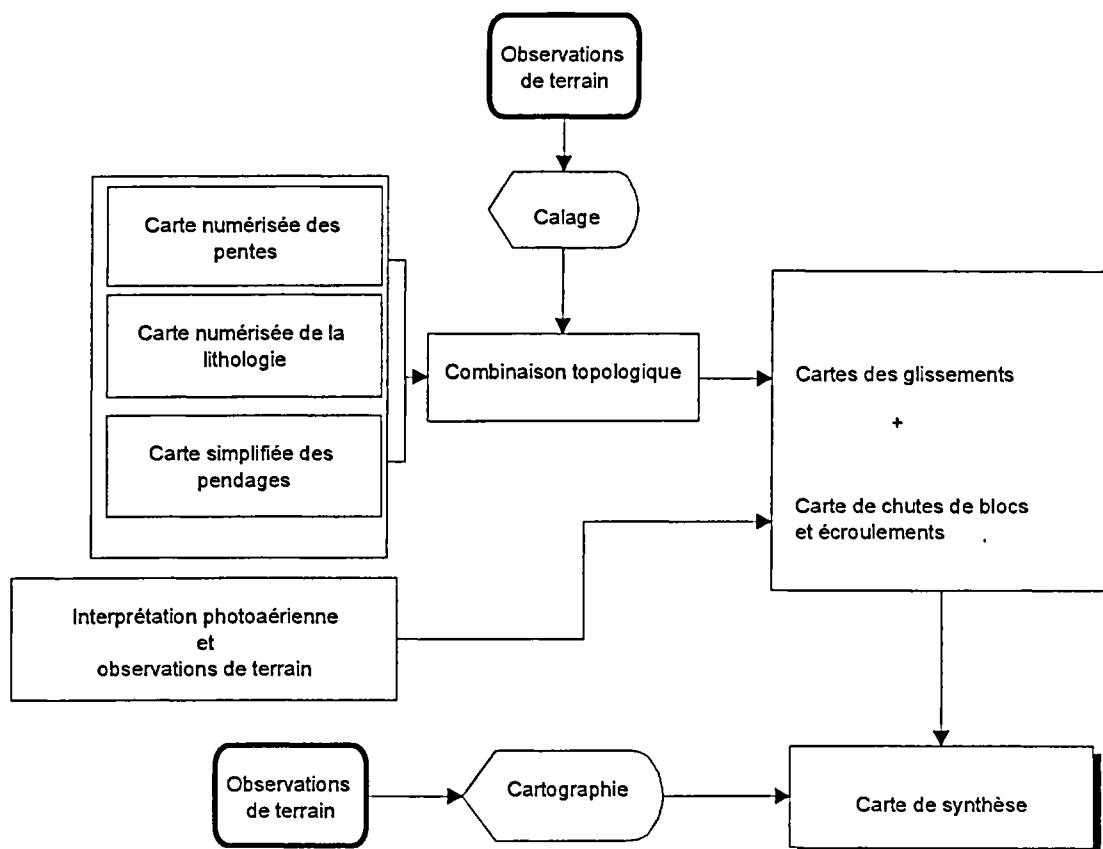 Observations
de terrain
Calage
Carte numérisée des
pentes
Carte numérisée de la
lithologie
Carte simplifiée des
pendages
Combinaison topologique
Cartes des glissements
+
Carte de chutes de blocs
et écroulements
Interprétation photoaérienne
et
observations de terrain
Observations
de terrain
Cartographie
Carte de synthèse